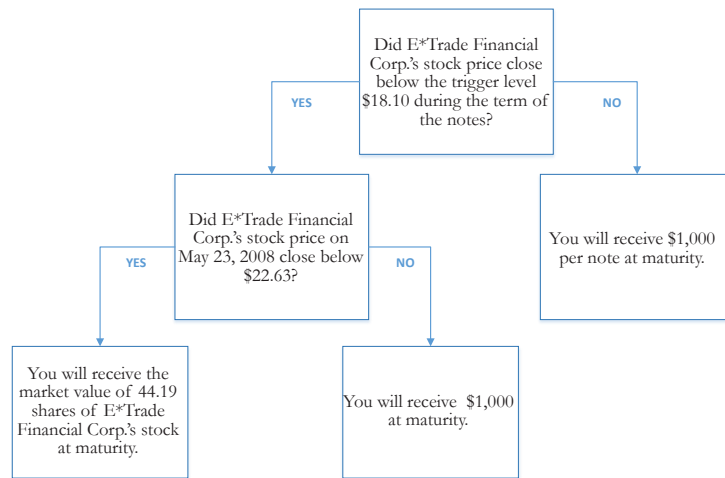 Did E*Trade Financial
Corp.'s stock price close
below the trigger level
$18.10 during the term of
the notes?
YES
NO
Did E*Trade Financial
Corp.'s stock price on
May 23, 2008 close below
$22.63?
You will receive $1,000
per note at maturity.
YES
NO
You will receive the
market value of 44.19
shares of E*Trade
Financial Corp.'s stock
at maturity.
You will receive $1,000
at maturity.